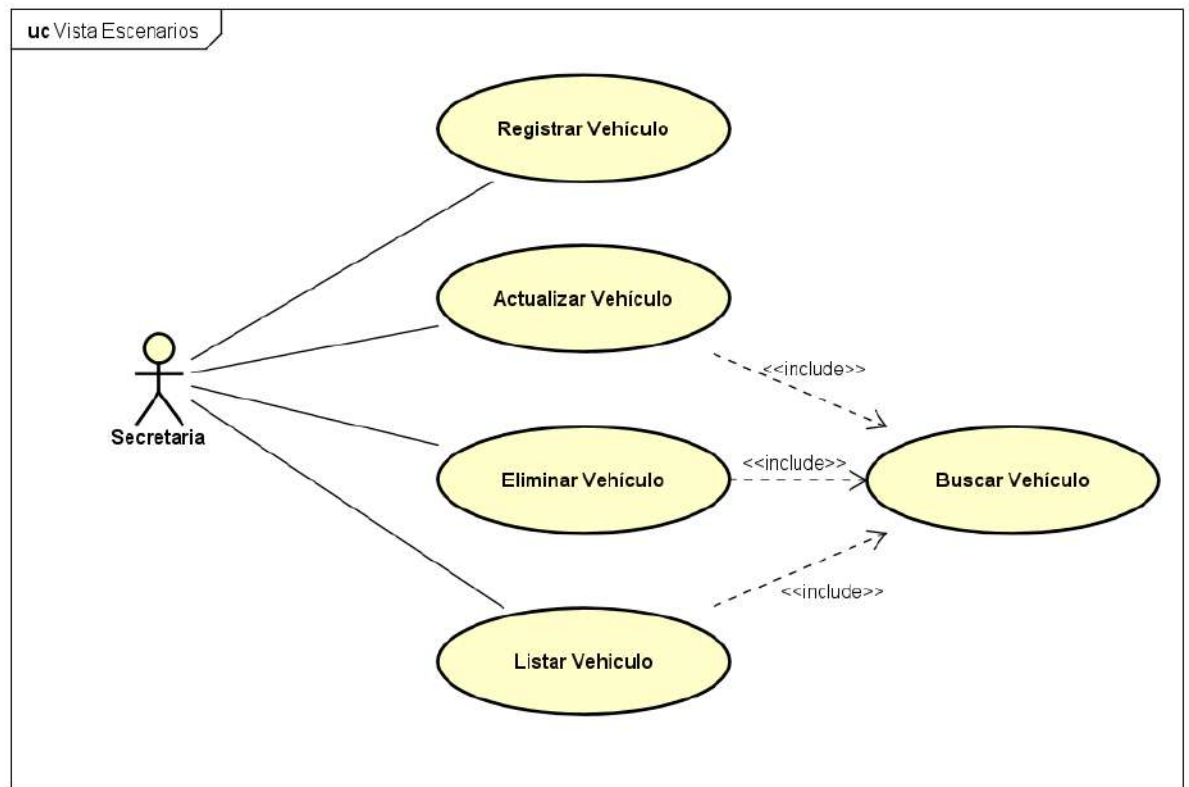 uc Vista Escenarios
Registrar Vehículo
Actualizar Vehículo
<<include>>
Secretaria
<<include>>
Eliminar Vehículo
Buscar Vehículo
<<include>>
Listar Vehiculo